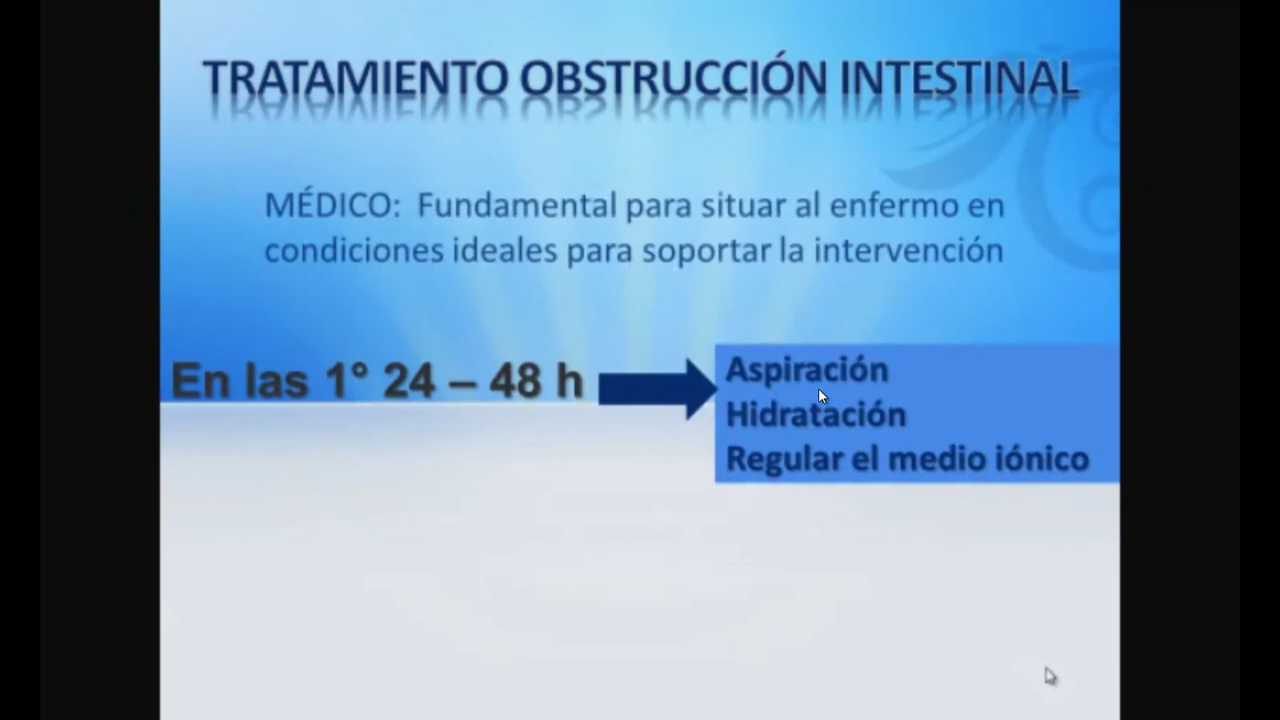 TRATAMIENTO OBSTRUCCIÓN INTESTINAL
MÉDICO:  Fundamental para situar al enfermo en
condiciones ideales para soportar la intervención
En las 1° 24 – 48 h
Aspiración
Hidratación
Regular el medio iónico